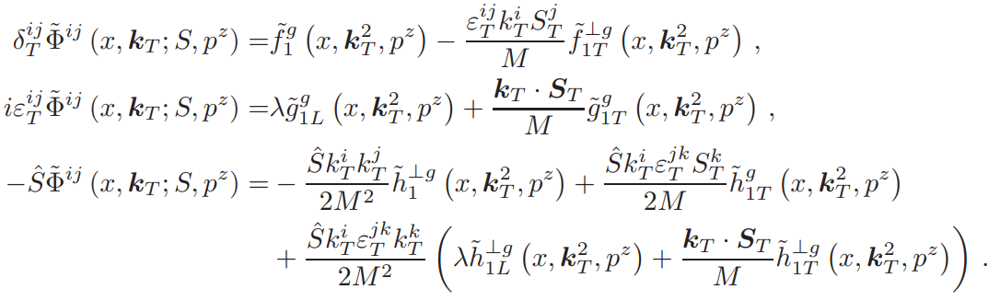 $\delta_T^{ij} \tilde{\Phi}^{ij} (x, \boldsymbol{k}_T; S, p^z) = \tilde{f}_1^g (x, \boldsymbol{k}_T^2, p^z) - \frac{\varepsilon_T^{ij} k_T^i S_T^j}{M} \tilde{f}_{1T}^{\perp g} (x, \boldsymbol{k}_T^2, p^z) \ ,$
$i\varepsilon_T^{ij} \tilde{\Phi}^{ij} (x, \boldsymbol{k}_T; S, p^z) = \lambda \tilde{g}_{1L}^g (x, \boldsymbol{k}_T^2, p^z) + \frac{\boldsymbol{k}_T \cdot \boldsymbol{S}_T}{M} \tilde{g}_{1T}^g (x, \boldsymbol{k}_T^2, p^z) \ ,$
$-\hat{S} \tilde{\Phi}^{ij} (x, \boldsymbol{k}_T; S, p^z) = - \frac{\hat{S} k_T^i k_T^j}{2M^2} \tilde{h}_1^{\perp g} (x, \boldsymbol{k}_T^2, p^z) + \frac{\hat{S} k_T^i \varepsilon_T^{jk} S_T^k}{2M} \tilde{h}_{1T}^g (x, \boldsymbol{k}_T^2, p^z)$
$+ \frac{\hat{S} k_T^i \varepsilon_T^{jk} k_T^k}{2M^2} \left( \lambda \tilde{h}_{1L}^{\perp g} (x, \boldsymbol{k}_T^2, p^z) + \frac{\boldsymbol{k}_T \cdot \boldsymbol{S}_T}{M} \tilde{h}_{1T}^{\perp g} (x, \boldsymbol{k}_T^2, p^z) \right) \ .$